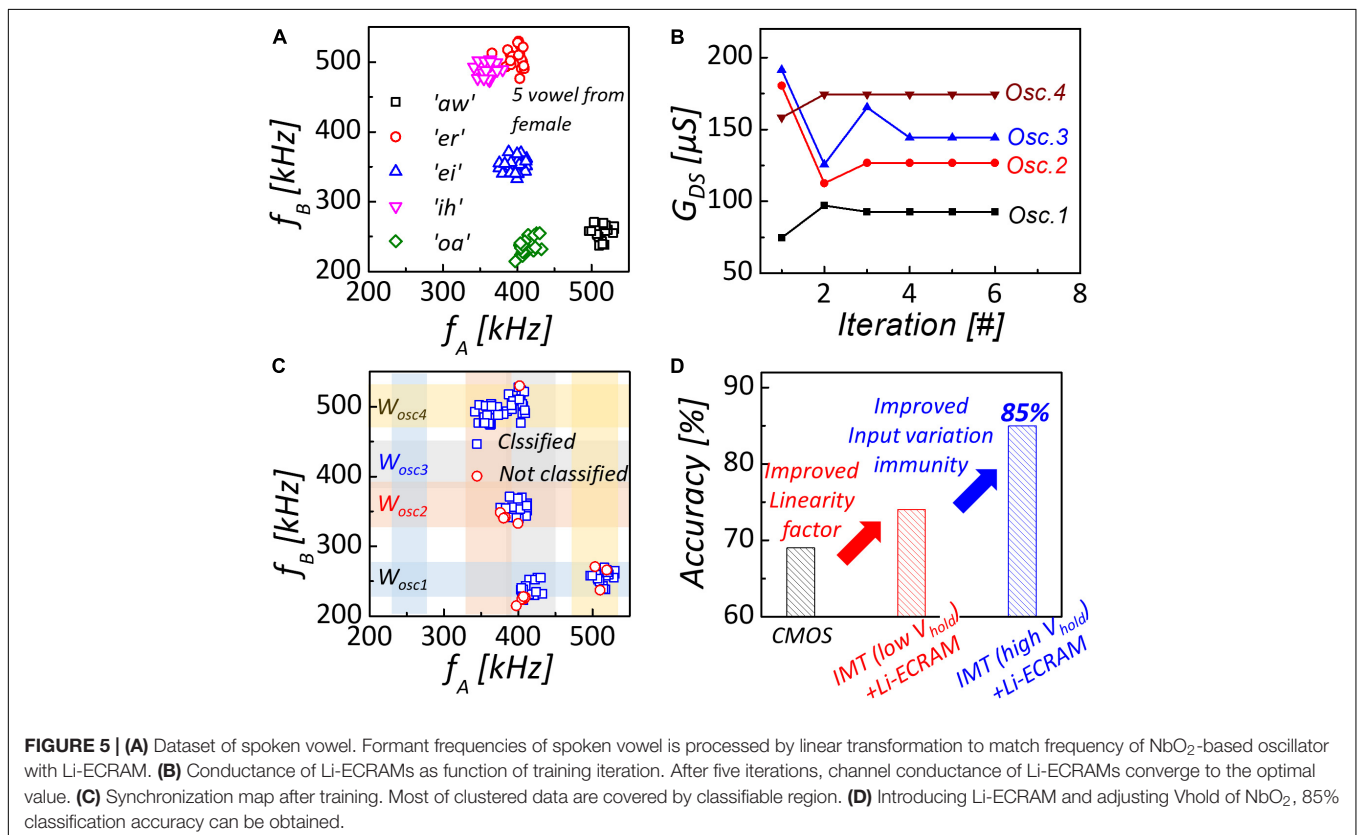 A
f_B [kHz]
500
400
300
200
'aw'
'er'
'ei'
'ih'
'oa'
5 vowel from
female
200 300 400 500
f_A [kHz]
B
G_DS [µS]
200
150
100
50
Osc.4
Osc.3
Osc.2
Osc.1
2 4 6 8
Iteration [#]
C
f_B [kHz]
500
400
300
200
W_osc4
W_osc3
W_osc2
W_osc1
Clssified
Not classified
200 300 400 500
f_A [kHz]
D
Accuracy [%]
90
80
70
60
Improved
Linearity
factor
Improved
Input variation
immunity
85%
CMOS
IMT (low V_hold)
+Li-ECRAM
IMT (high V_hold)
+Li-ECRAM
FIGURE 5 | (A) Dataset of spoken vowel. Formant frequencies of spoken vowel is processed by linear transformation to match frequency of NbO₂-based oscillator
with Li-ECRAM. (B) Conductance of Li-ECRAMs as function of training iteration. After five iterations, channel conductance of Li-ECRAMs converge to the optimal
value. (C) Synchronization map after training. Most of clustered data are covered by classifiable region. (D) Introducing Li-ECRAM and adjusting Vhold of NbO₂, 85%
classification accuracy can be obtained.